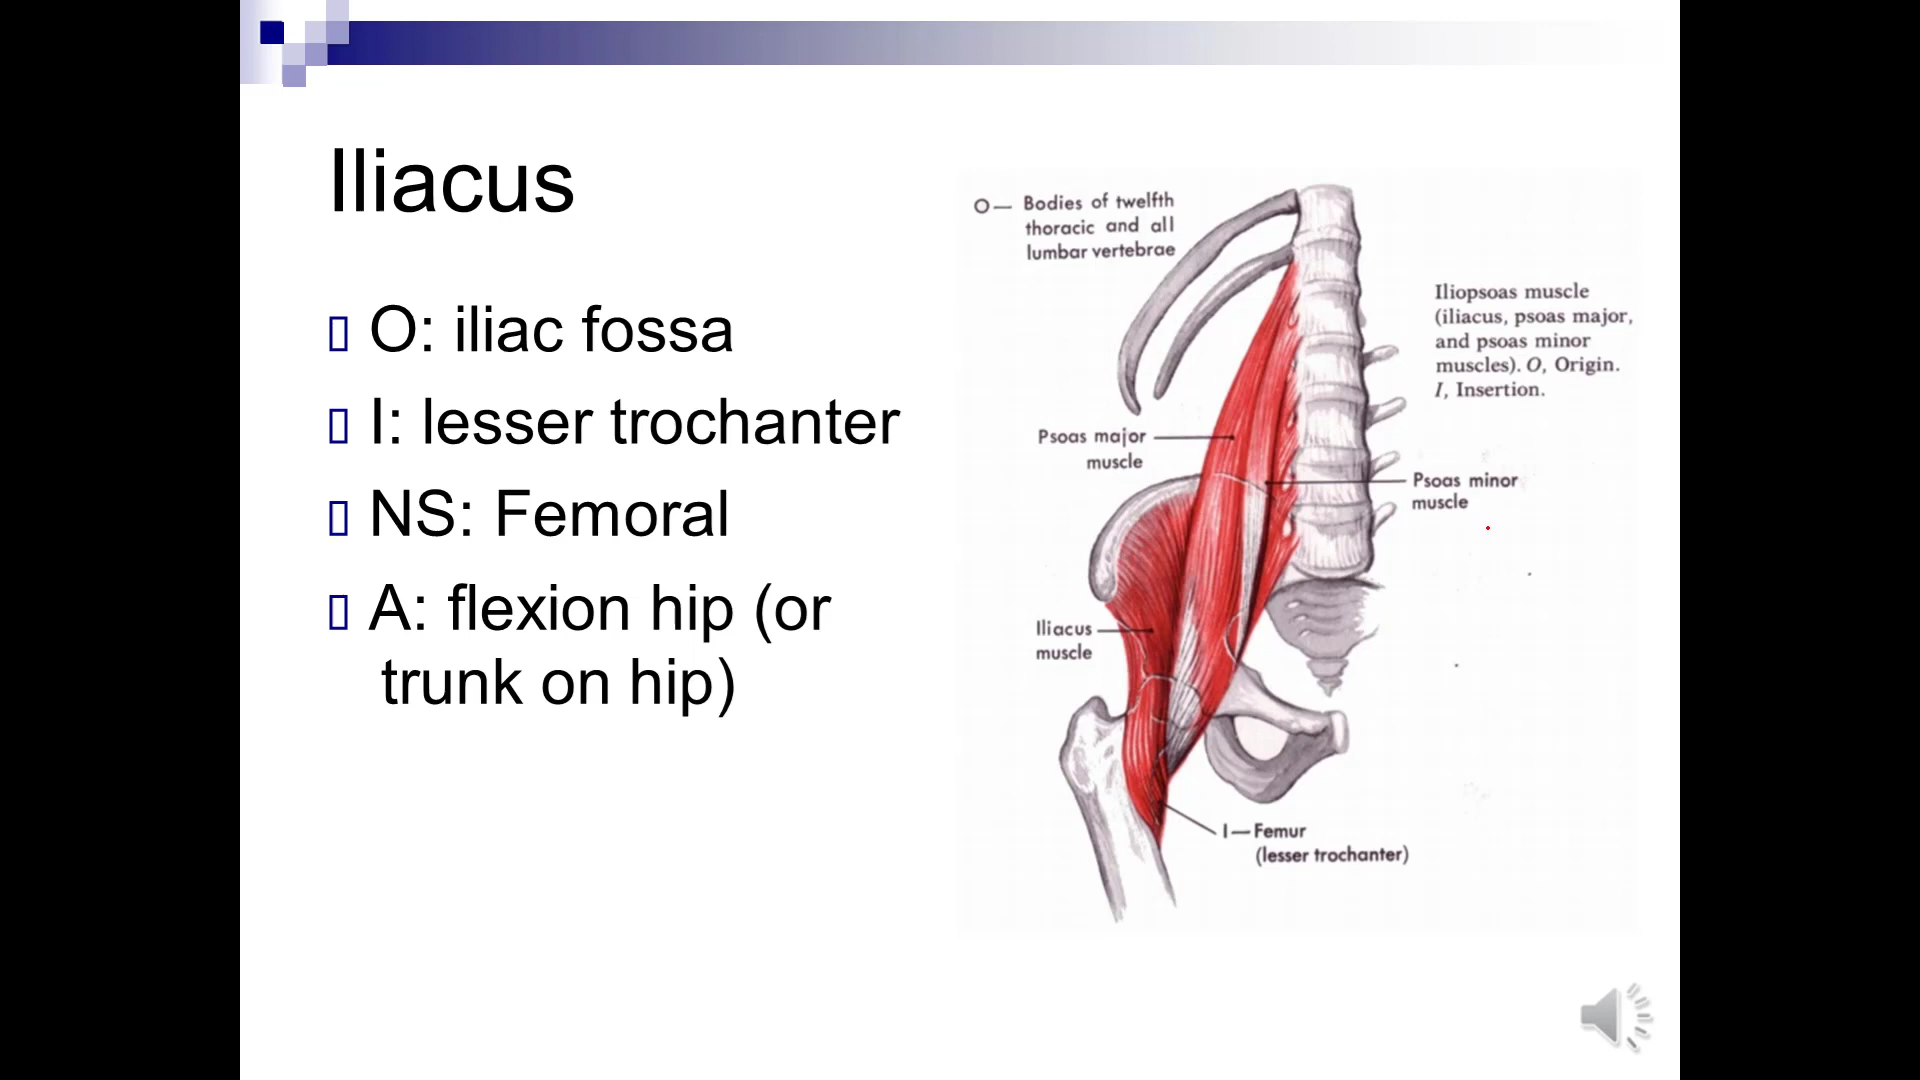 Iliacus
O: iliac fossa
I: lesser trochanter
NS: Femoral
A: flexion hip (or
trunk on hip)
O— Bodies of twelfth
thoracic and all
lumbar vertebrae
Iliopsoas muscle
(iliacus, psoas major,
and psoas minor
muscles). O, Origin.
I, Insertion.
Psoas major
muscle
Psoas minor
muscle
Iliacus
muscle
I—Femur
(lesser trochanter)